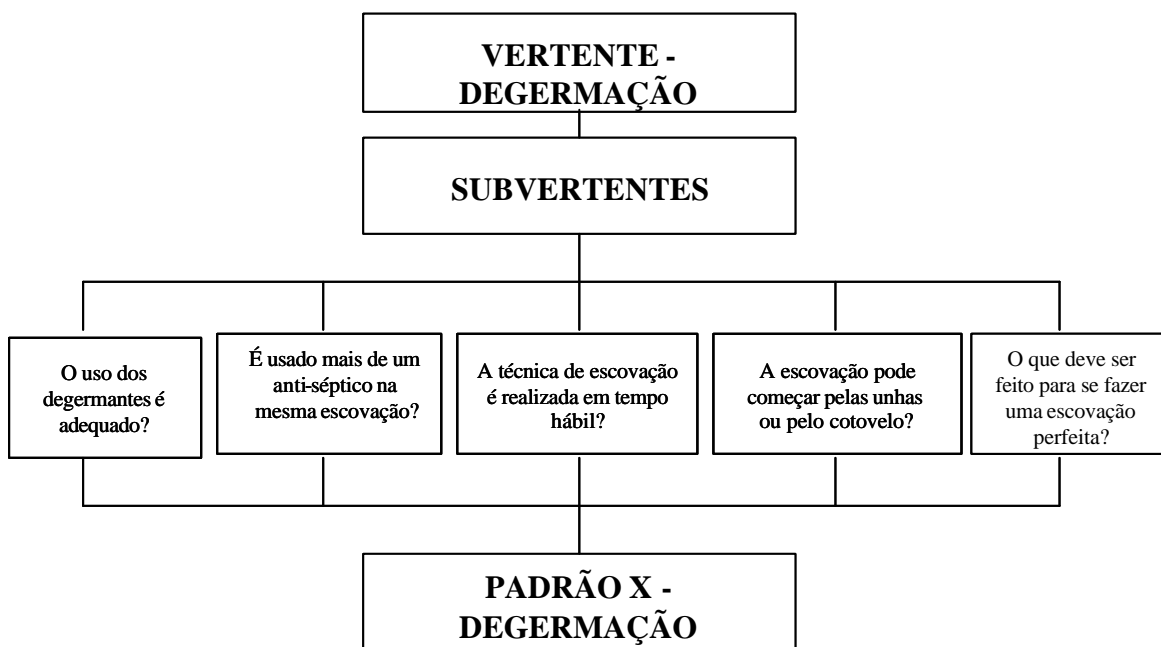 VERTENTE -
DEGERMAÇÃO
SUBVERTENTES
O uso dos
degermantes é
adequado?
É usado mais de um
anti-séptico na
mesma escovação?
A técnica de escovação
é realizada em tempo
hábil?
A escovação pode
começar pelas unhas
ou pelo cotovelo?
O que deve ser
feito para se fazer
uma escovação
perfeita?
PADRÃO X -
DEGERMAÇÃO